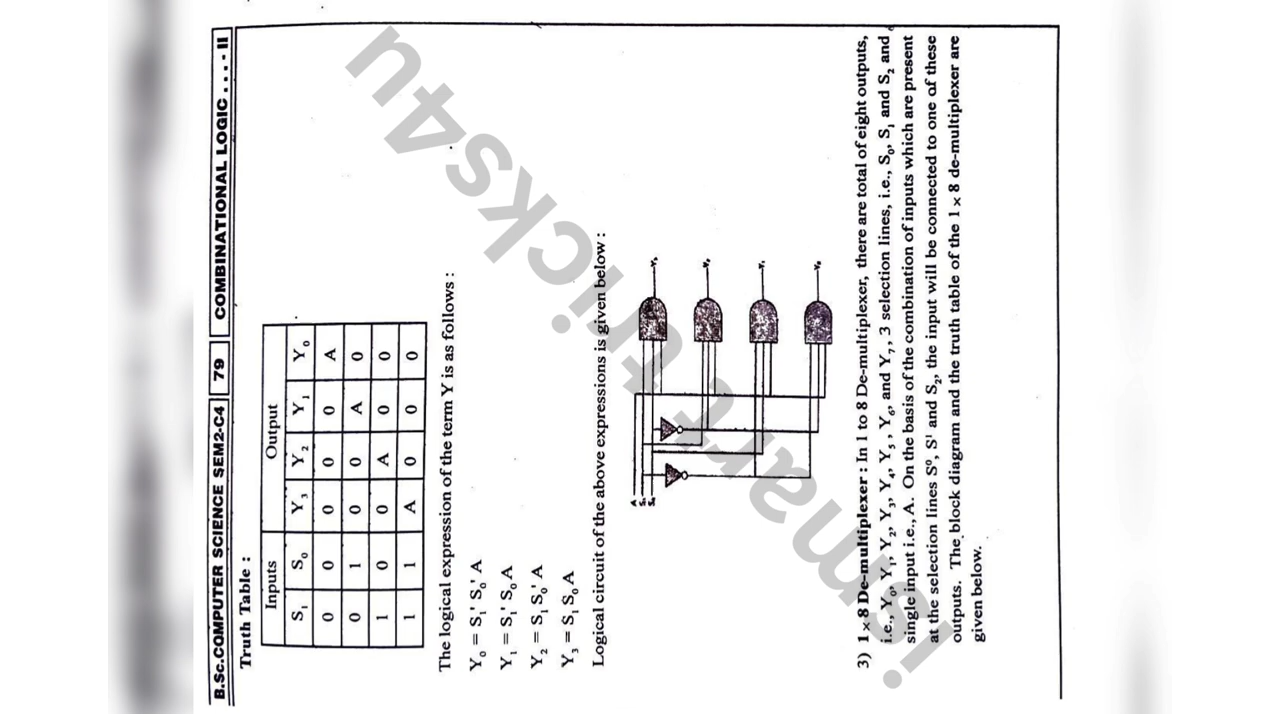 B.Sc.COMPUTER SCIENCE SEM2-C4 79 COMBINATIONAL LOGIC . . . . - II
Truth Table :
Inputs Output
S₁ S₀ Y₃ Y₂ Y₁ Y₀
0 0 0 0 0 A
0 1 0 0 A 0
1 0 0 A 0 0
1 1 A 0 0 0
The logical expression of the term Y is as follows :
Y₀ = S₁' S₀' A
Y₁ = S₁' S₀ A
Y₂ = S₁ S₀' A
Y₃ = S₁ S₀ A
Logical circuit of the above expressions is given below :
A
3) 1 × 8 De-multiplexer : In 1 to 8 De-multiplexer, there are total of eight outputs,
i.e., Y₀, Y₁, Y₂, Y₃, Y₄, Y₅, Y₆, and Y₇, 3 selection lines, i.e., S₀, S₁ and S₂ and
single input i.e., A. On the basis of the combination of inputs which are present
at the selection lines S⁰, S¹ and S₂, the input will be connected to one of these
outputs. The block diagram and the truth table of the 1 × 8 de-multiplexer are
given below.
ismarttricks4u